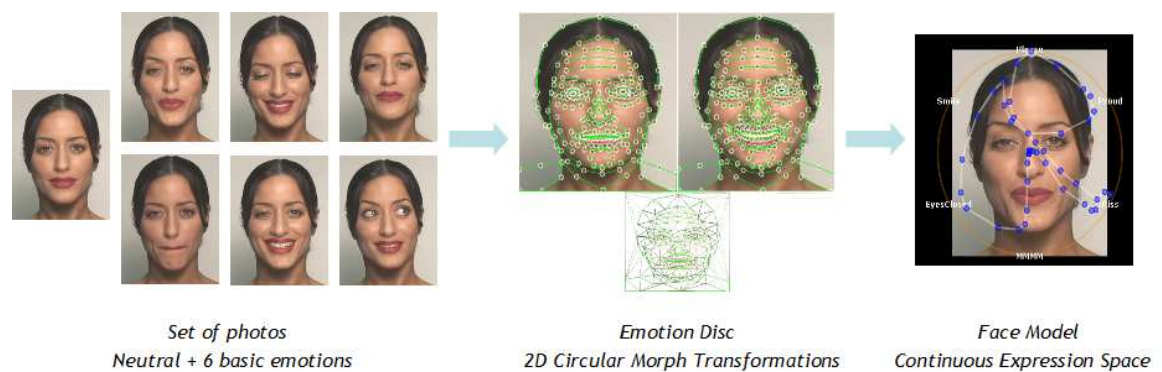 Smile
Proud
EyesClosed
Kiss
MMMM
Set of photos
Neutral + 6 basic emotions
Emotion Disc
2D Circular Morph Transformations
Face Model
Continuous Expression Space